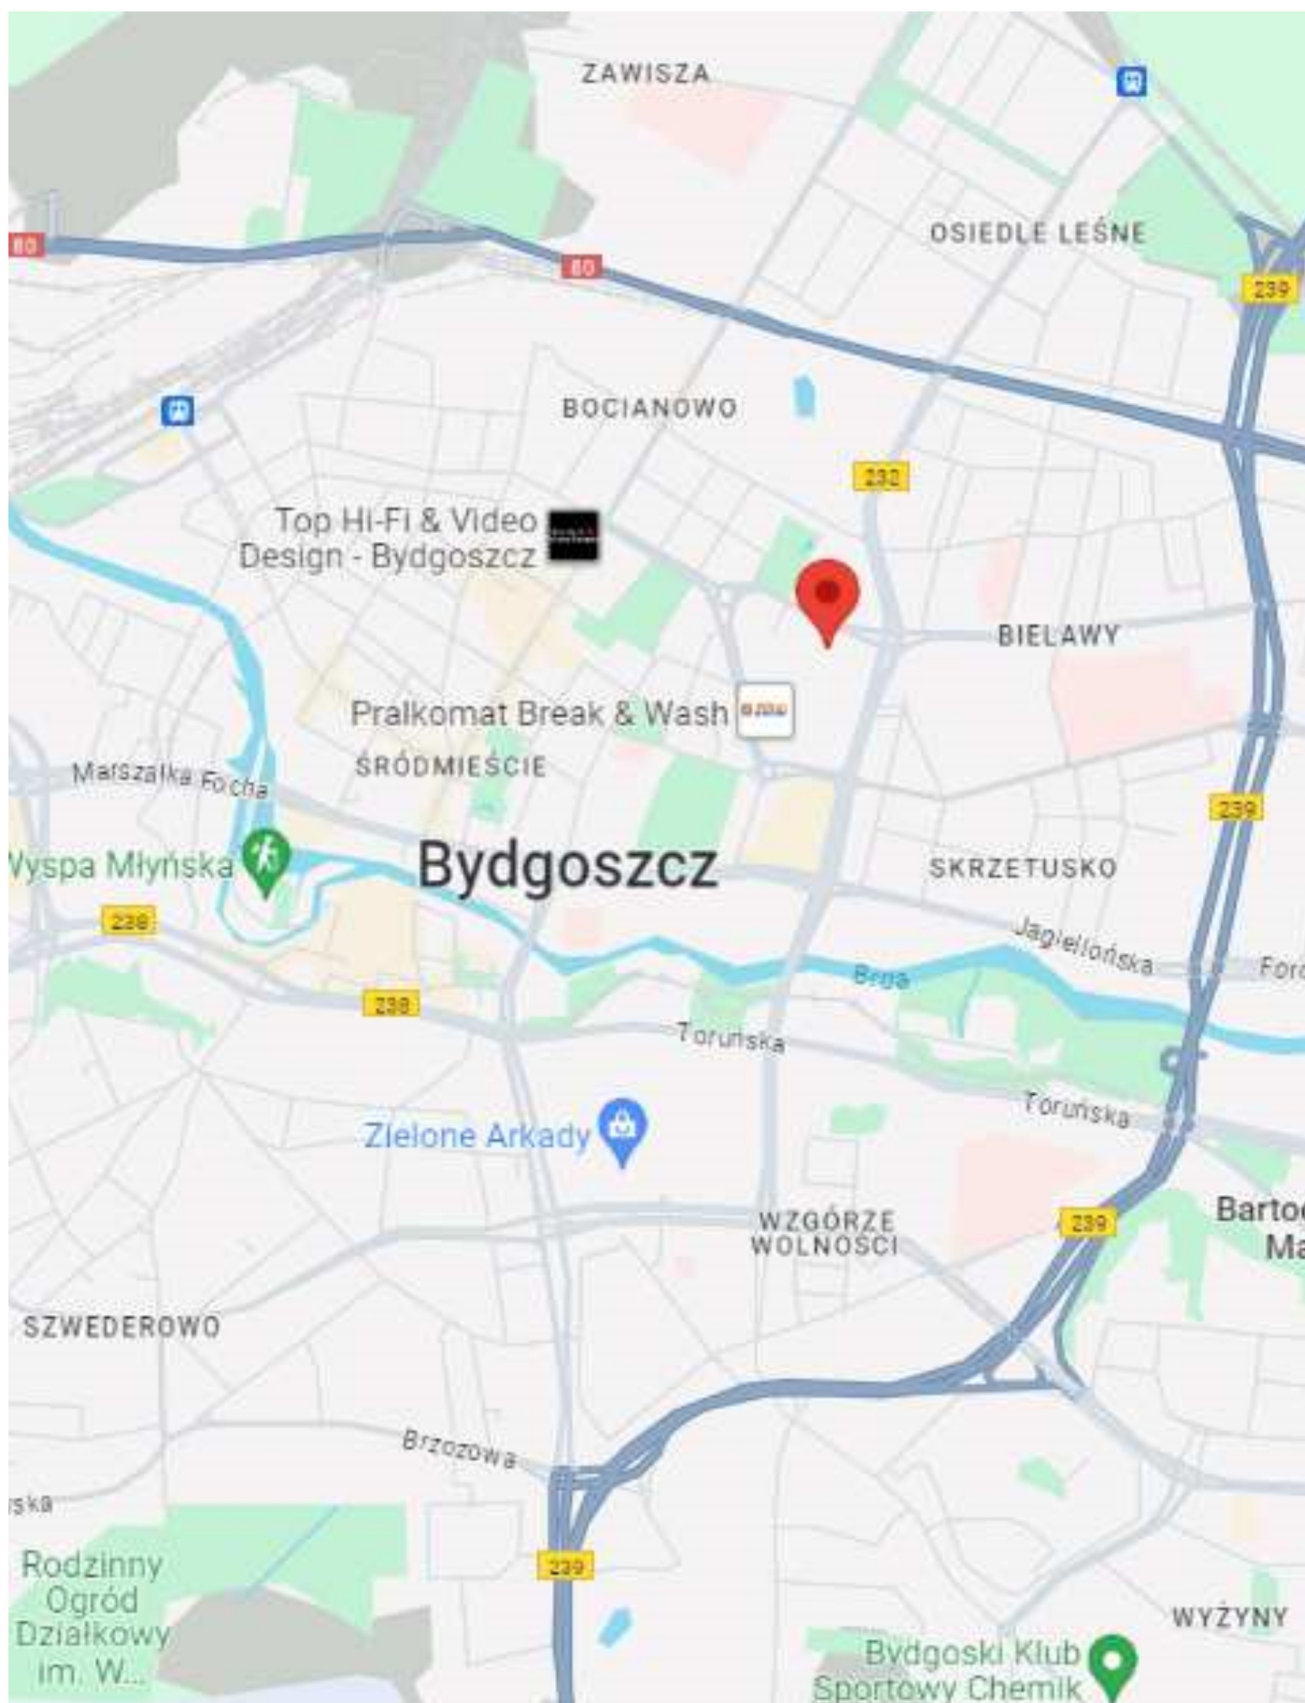 ZAWISZA
OSIEDLE LEŚNE
80
80
239
BOCIANOWO
232
Top Hi-Fi & Video
Design - Bydgoszcz
BIELAWY
Pralkomat Break & Wash
ŚRÓDMIEŚCIE
Marszałka Focha
239
Wyspa Młyńska
Bydgoszcz
SKRZETUSKO
238
Jagiellońska
Brda
238
Toruńska
Toruńska
Zielone Arkady
WZGÓRZE
WOLNOŚCI
239
SZWEDEROWO
Brzozowa
239
Rodzinny
Ogród
Działkowy
im. W...
WYŻYNY
Bydgoski Klub
Sportowy Chemik